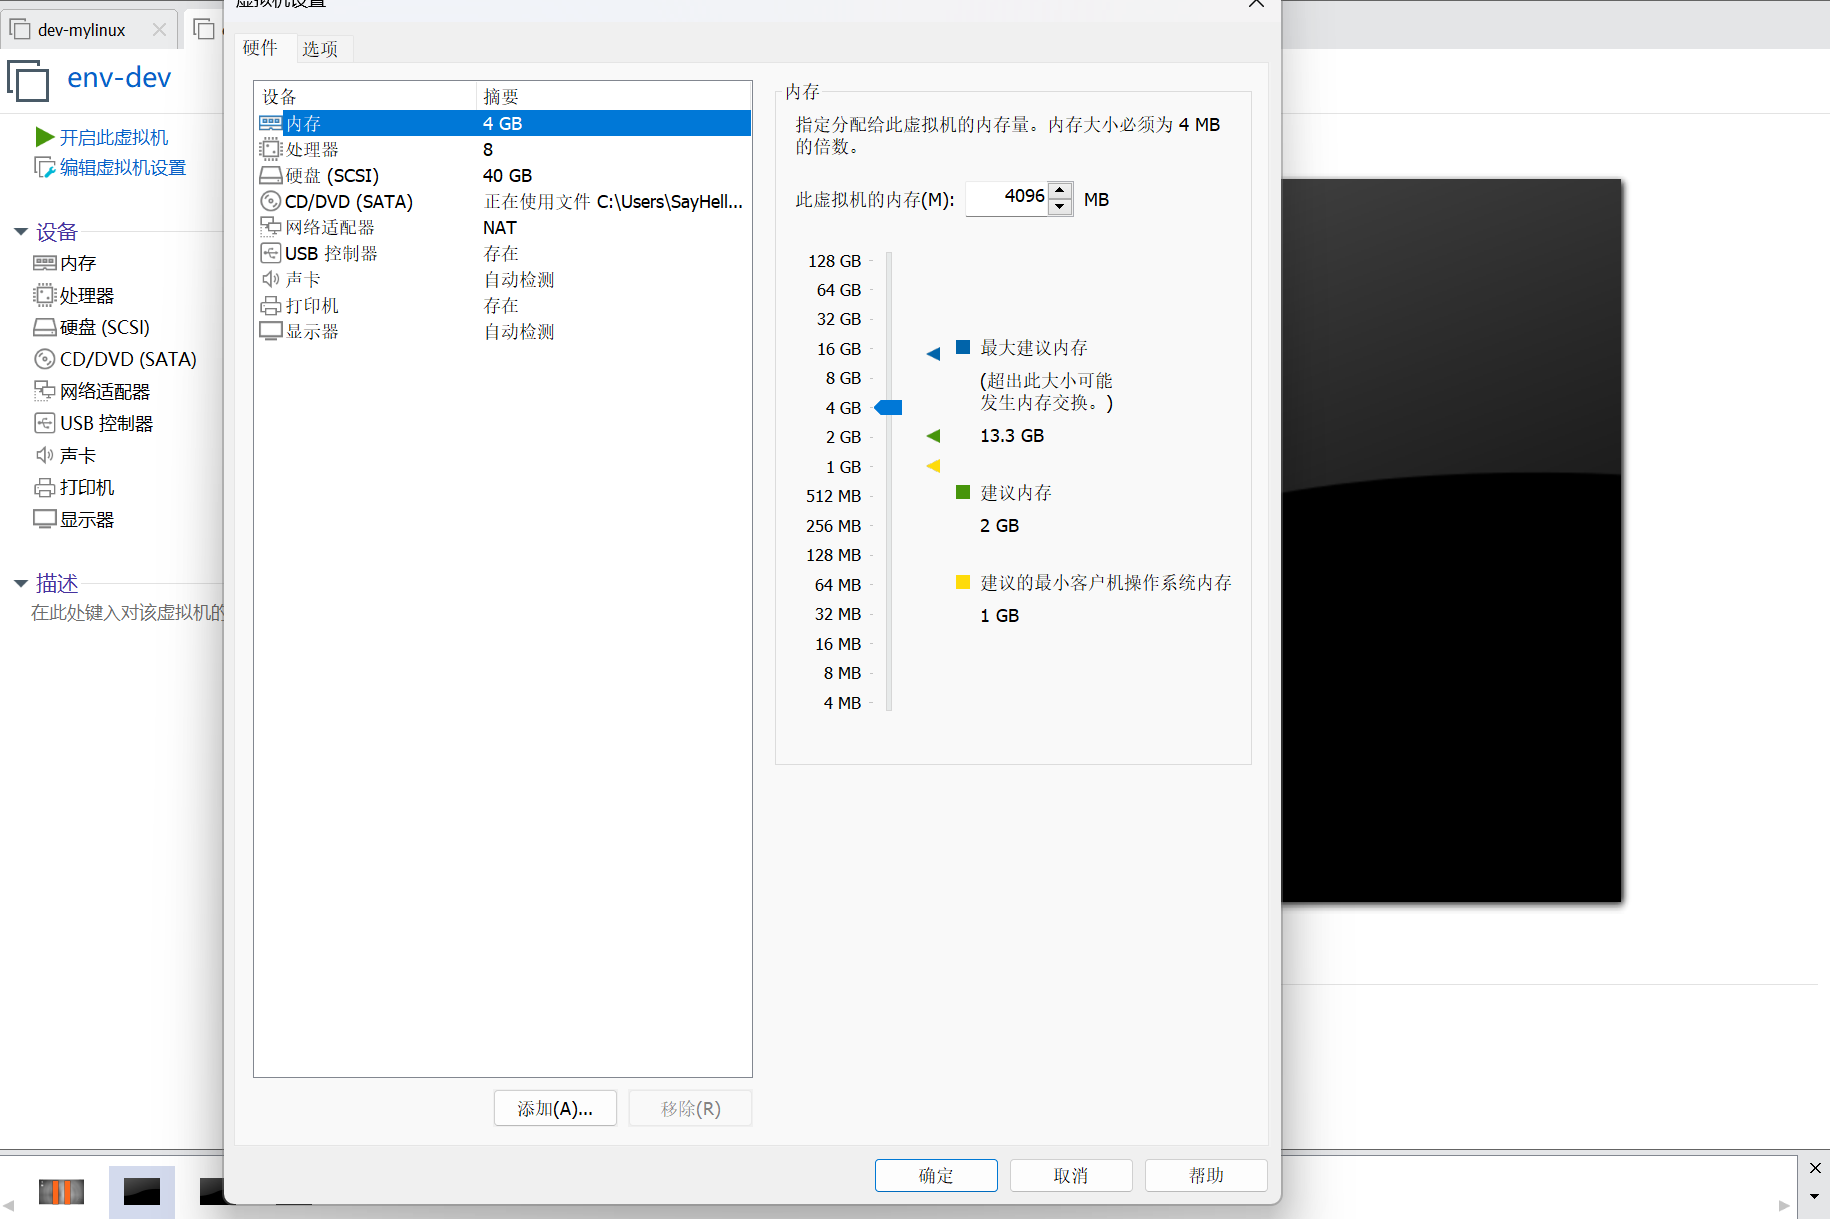 虚拟机设置
dev-mylinux
硬件
选项
env-dev
开启此虚拟机
编辑虚拟机设置
设备
内存
处理器
硬盘 (SCSI)
CD/DVD (SATA)
网络适配器
USB 控制器
声卡
打印机
显示器
描述
在此处键入对该虚拟机的
设备 摘要
内存 4 GB
处理器 8
硬盘 (SCSI) 40 GB
CD/DVD (SATA) 正在使用文件 C:\Users\SayHell...
网络适配器 NAT
USB 控制器 存在
声卡 自动检测
打印机 存在
显示器 自动检测
添加(A)...
移除(R)
内存
指定分配给此虚拟机的内存量。内存大小必须为 4 MB
的倍数。
此虚拟机的内存(M): 4096 MB
128 GB
64 GB
32 GB
16 GB
8 GB
4 GB
2 GB
1 GB
512 MB
256 MB
128 MB
64 MB
32 MB
16 MB
8 MB
4 MB
最大建议内存
(超出此大小可能
发生内存交换。)
13.3 GB
建议内存
2 GB
建议的最小客户机操作系统内存
1 GB
确定
取消
帮助